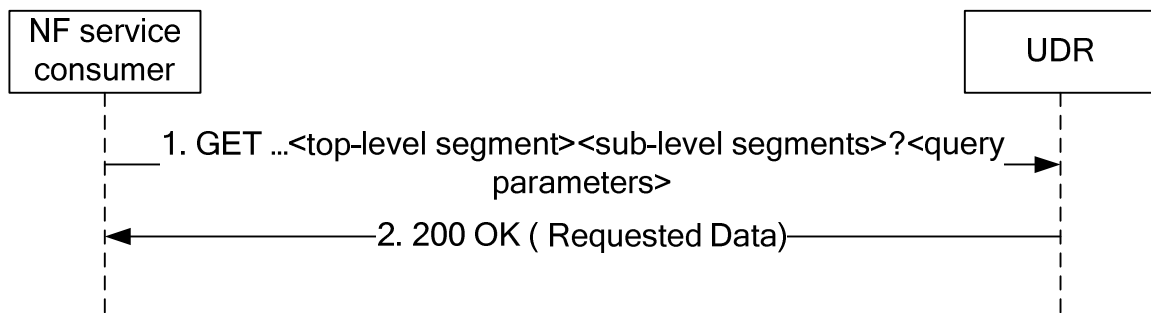 NF service
consumer
UDR
1. GET ...<top-level segment><sub-level segments>?<query
parameters>
2. 200 OK ( Requested Data)